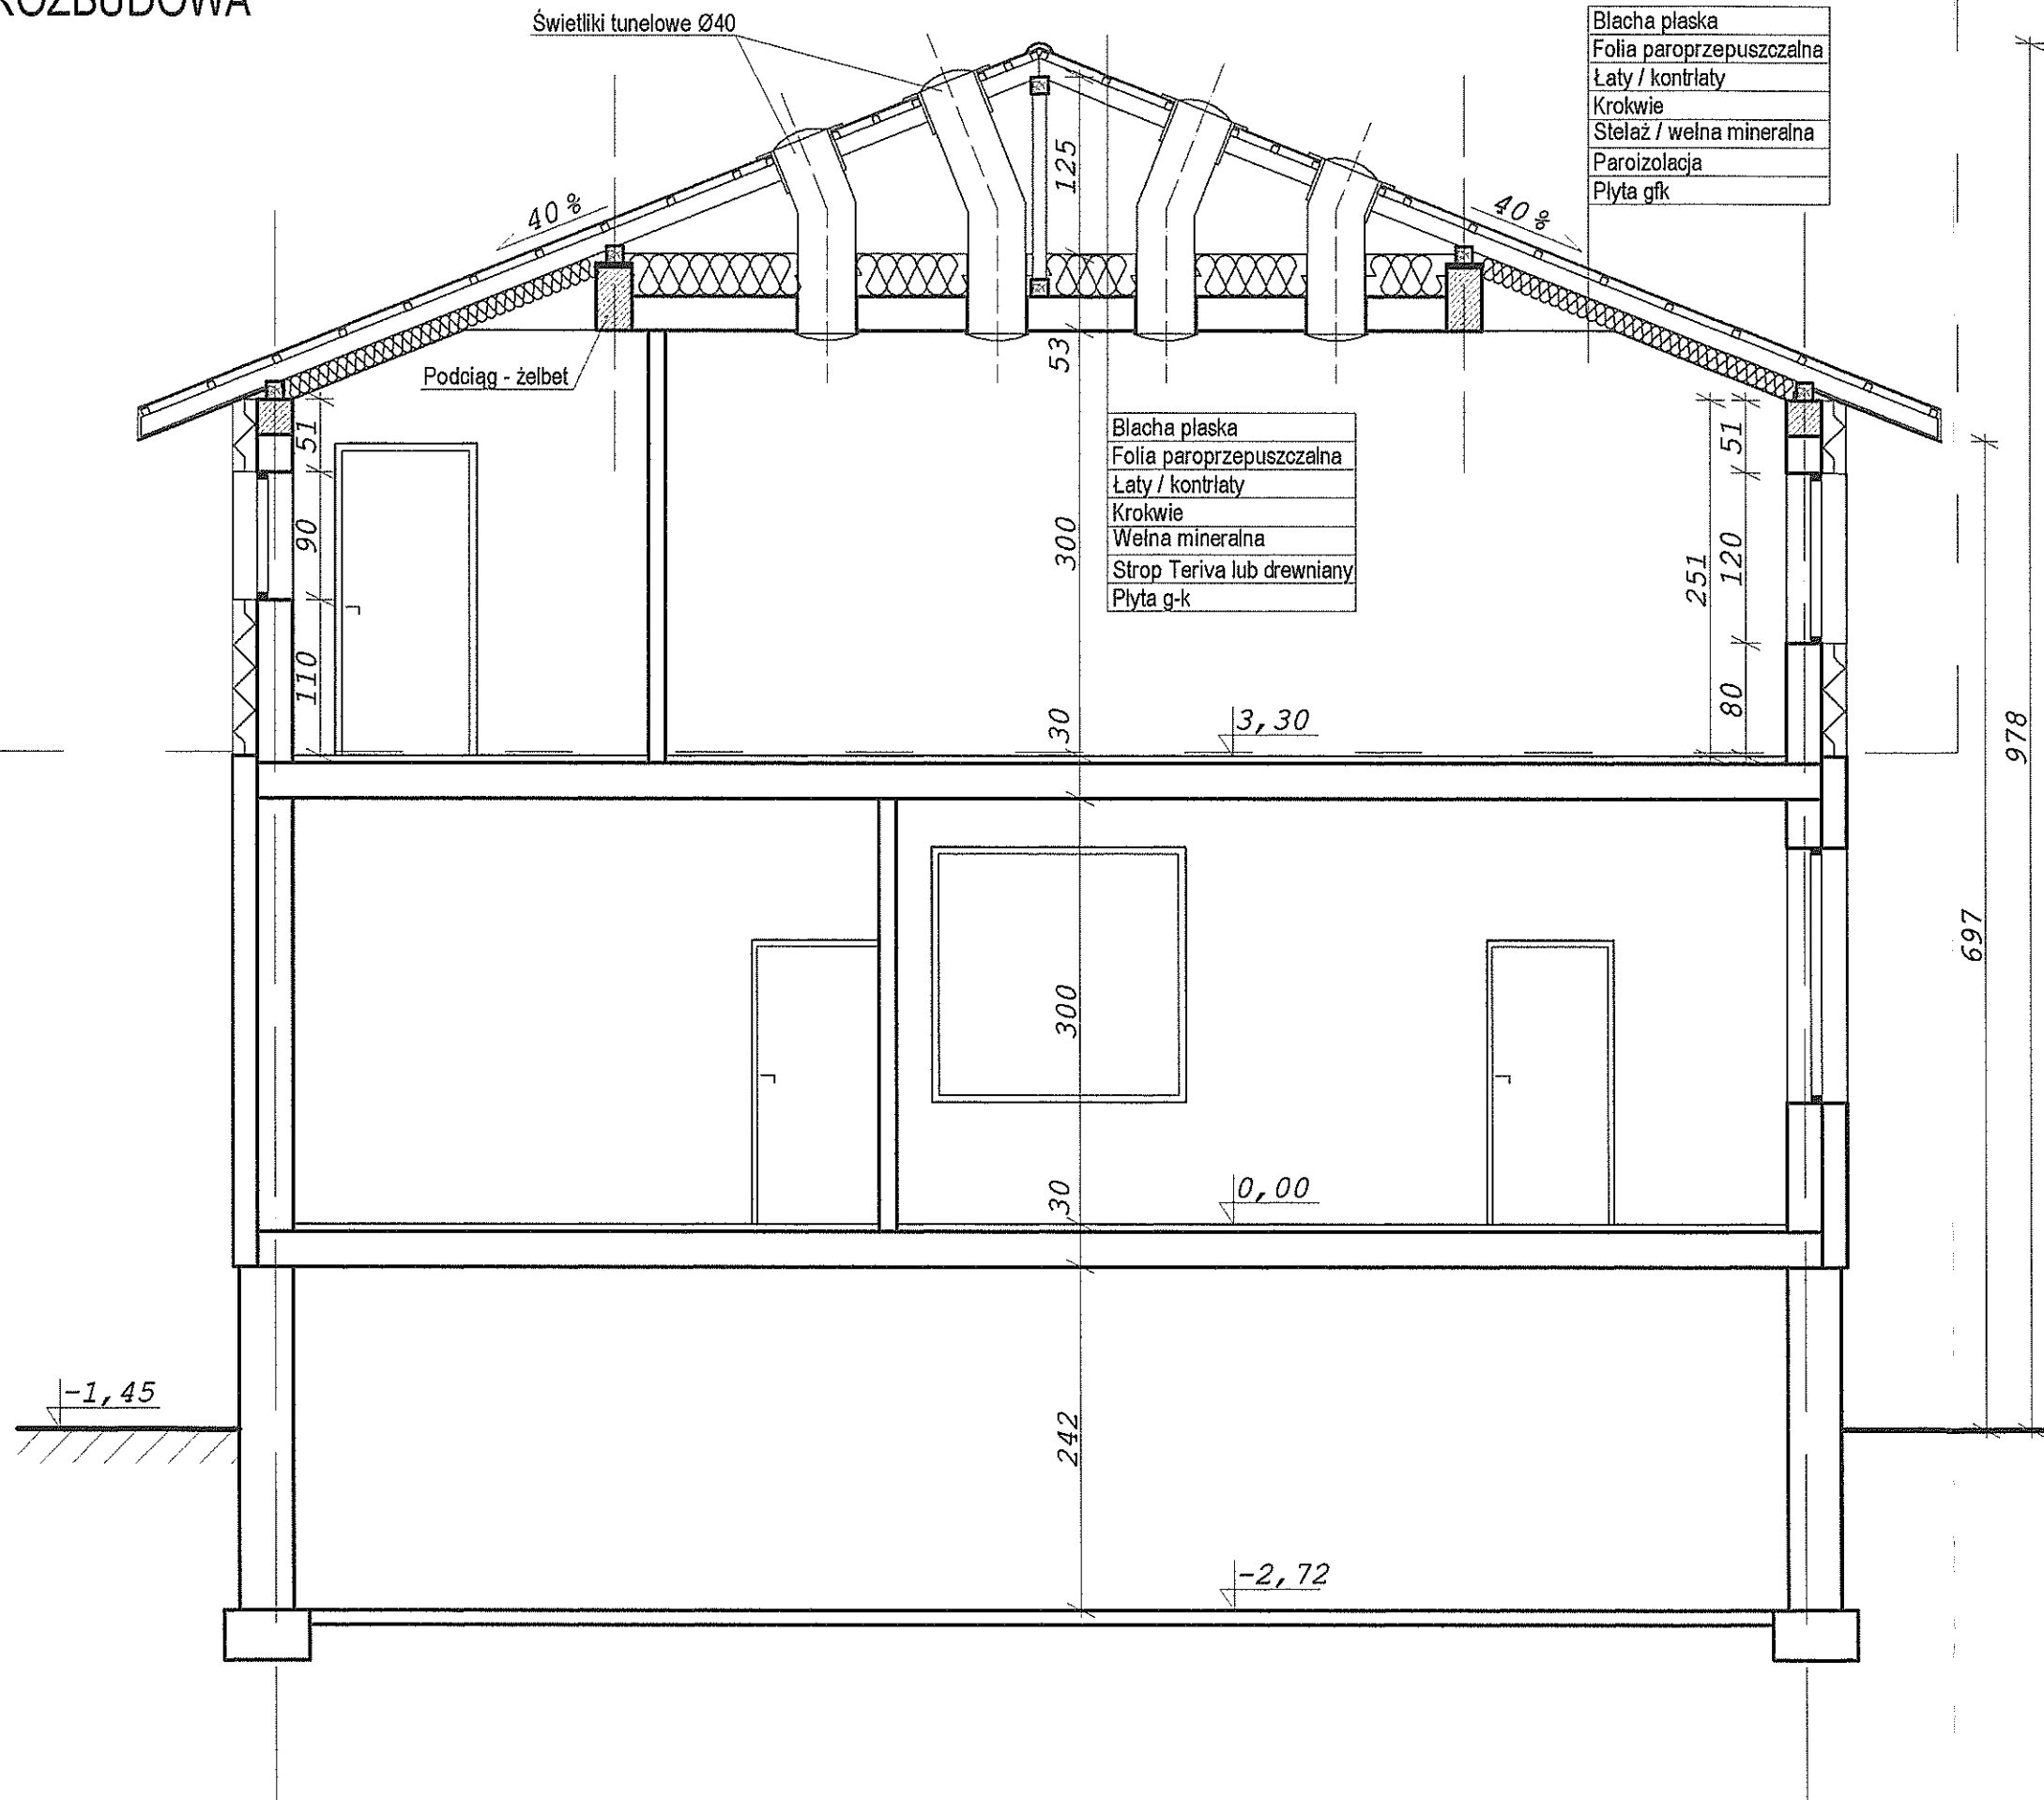 ROZBUDOWA
Świetliki tunelowe Ø40
Blacha płaska
Folia paroprzepuszczalna
Łaty / kontrłaty
Krokwie
Stelaż / wełna mineralna
Paroizolacja
Płyta gfk
40%
40%
125
53
Podciąg - żelbet
Blacha płaska
Folia paroprzepuszczalna
Łaty / kontrłaty
Krokwie
Wełna mineralna
Strop Teriva lub drewniany
Płyta g-k
51
90
110
300
30
251
51
120
80
3,30
978
697
300
30
0,00
-1,45
242
-2,72